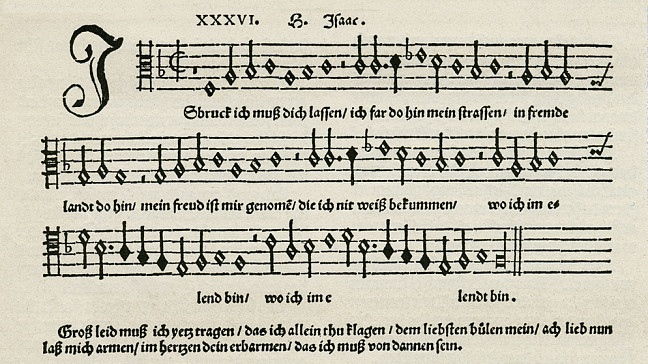 XXXVI. H. Isaac.
ISbruck ich muß dich lassen/ ich far do hin mein strassen/ in fremde
landt do hin/ mein freud ist mir genomẽ/ die ich nit weiß bekummen/ wo ich im e-
lend bin/ wo ich im e lendt bin.
Groß leid muß ich yetz tragen/ das ich allein thu klagen/ dem liebsten bůlen mein/ ach lieb nun
laß mich armen/ im hertzen dein erbarmen/ das ich muß von dannen sein.